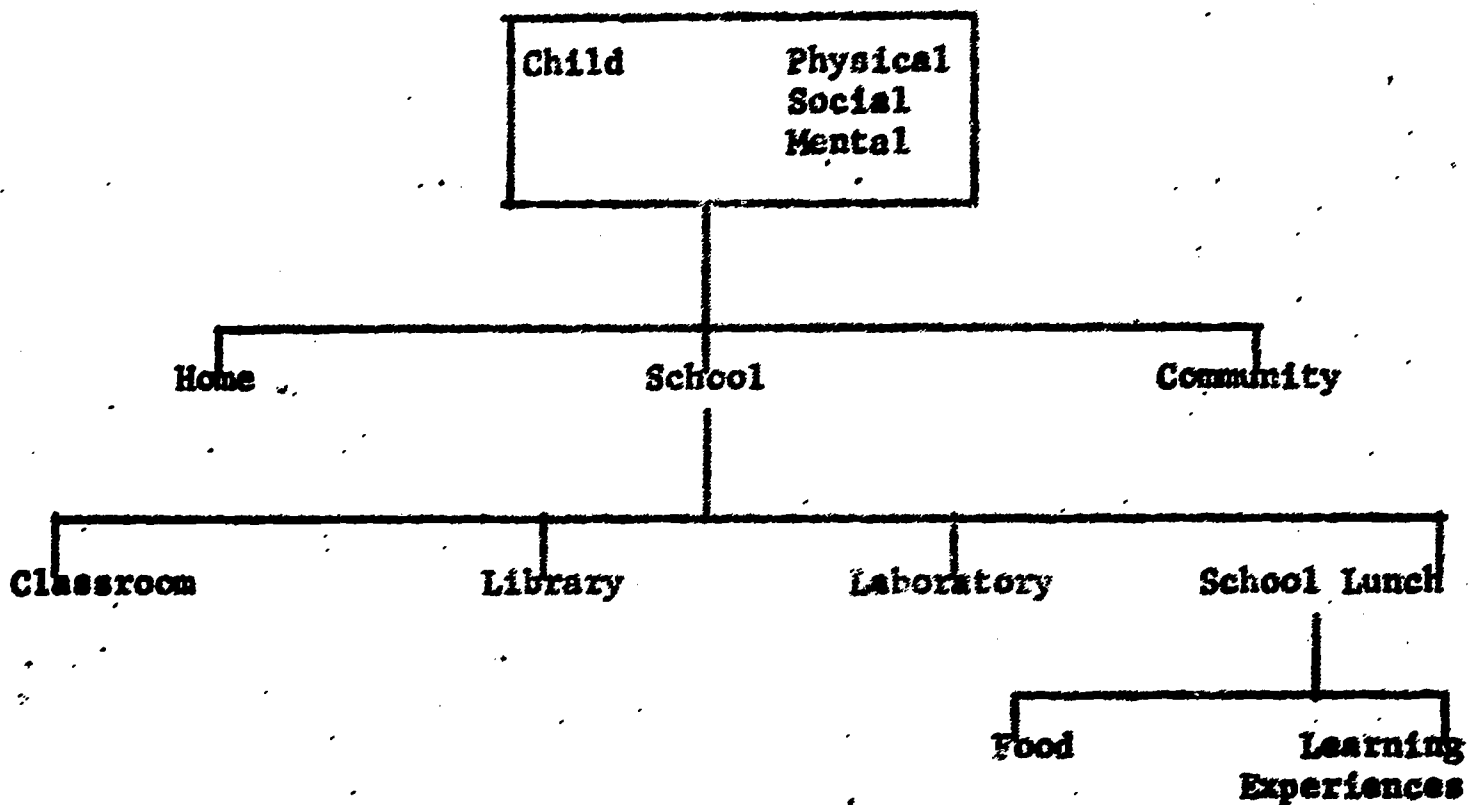 Child Physical
Social
Mental
Home School Community
Classroom Library Laboratory School Lunch
Food Learning
Experiences